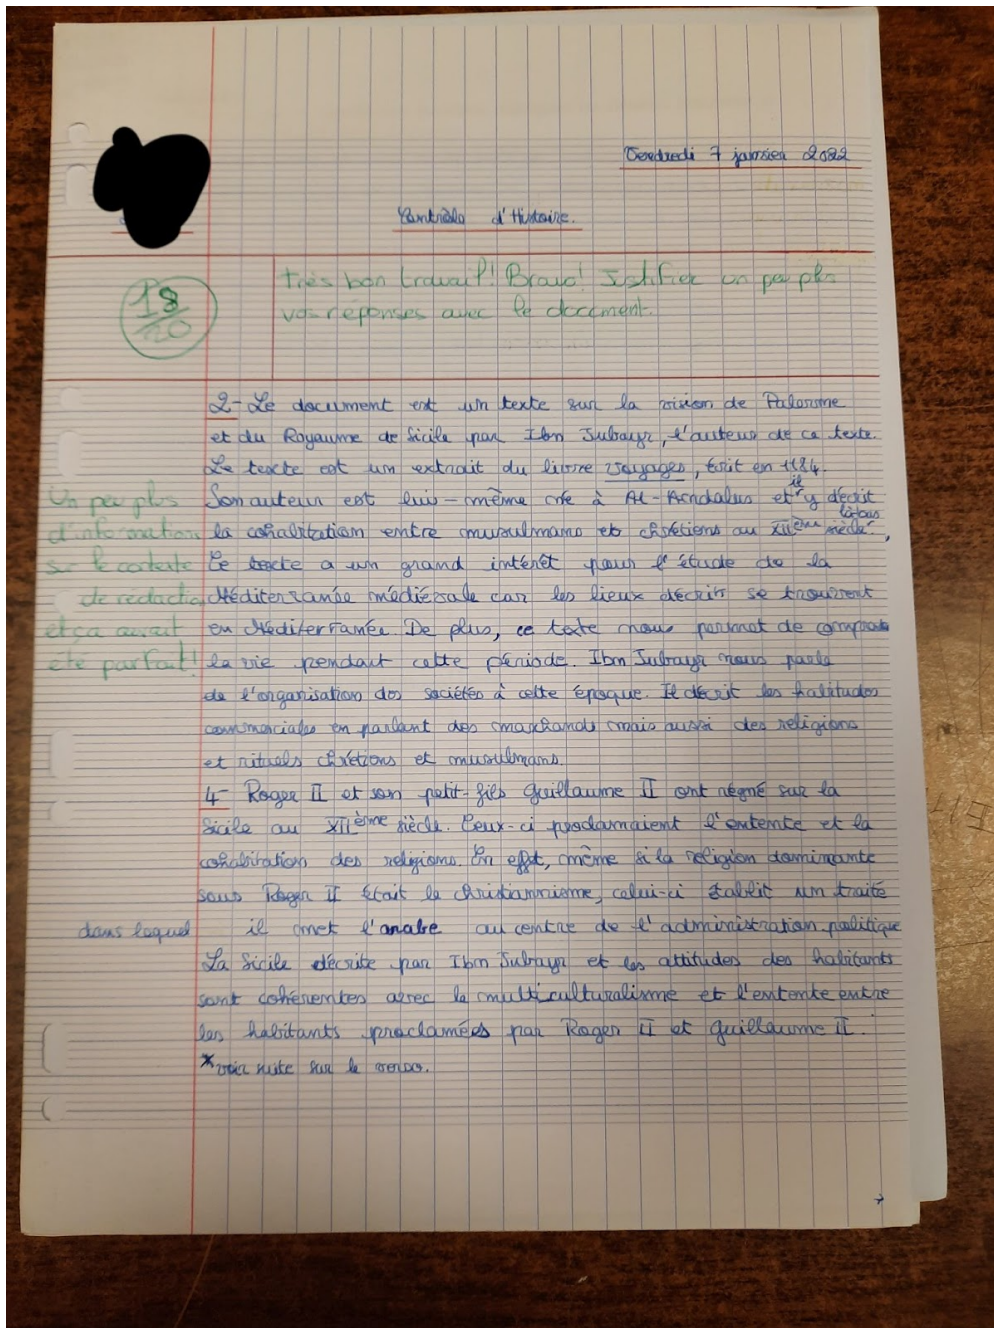 Vendredi 7 janvier 2022
Contrôle d'Histoire.
18/20
Très bon travail! Bravo! Justifier un peu plus
vos réponses avec le document.
2- Le document est un texte sur la vision de Palerme
et du Royaume de Sicile par Ibn Jubayr, l'auteur de ce texte.
Le texte est un extrait du livre Voyages, écrit en 1184.
Son auteur est lui-même né à Al-Andalus et il y décrit
la cohabitation entre musulmans et chrétiens au XIIème siècle.
Ce texte a un grand intérêt pour l'étude de la
Méditerranée médiévale car les lieux décrits se trouvent
en Méditerranée. De plus, ce texte nous permet de
la vie pendant cette période. Ibn Jubayr nous parle
de l'organisation des sociétés à cette époque. Il décrit les habitudes
commerciales en parlant des marchands mais aussi des religions
et rituels chrétiens et musulmans.
Un peu plus
d'informations
sur le contexte
de rédaction
et ça aurait
été parfait!
4- Roger II et son petit-fils Guillaume II ont régné sur la
Sicile au XIIème siècle. Ceux-ci proclamaient l'entente et la
cohabitation des religions. En effet, même si la religion dominante
sous Roger II était le christiannisme, celui-ci établit un traité
dans lequel il met l'arabe au centre de l'administration politique
La Sicile décrite par Ibn Jubayr et les attitudes des habitants
sont cohérentes avec le multiculturalisme et l'entente entre
les habitants proclamées par Roger II et Guillaume II.
*voir suite sur le verso.